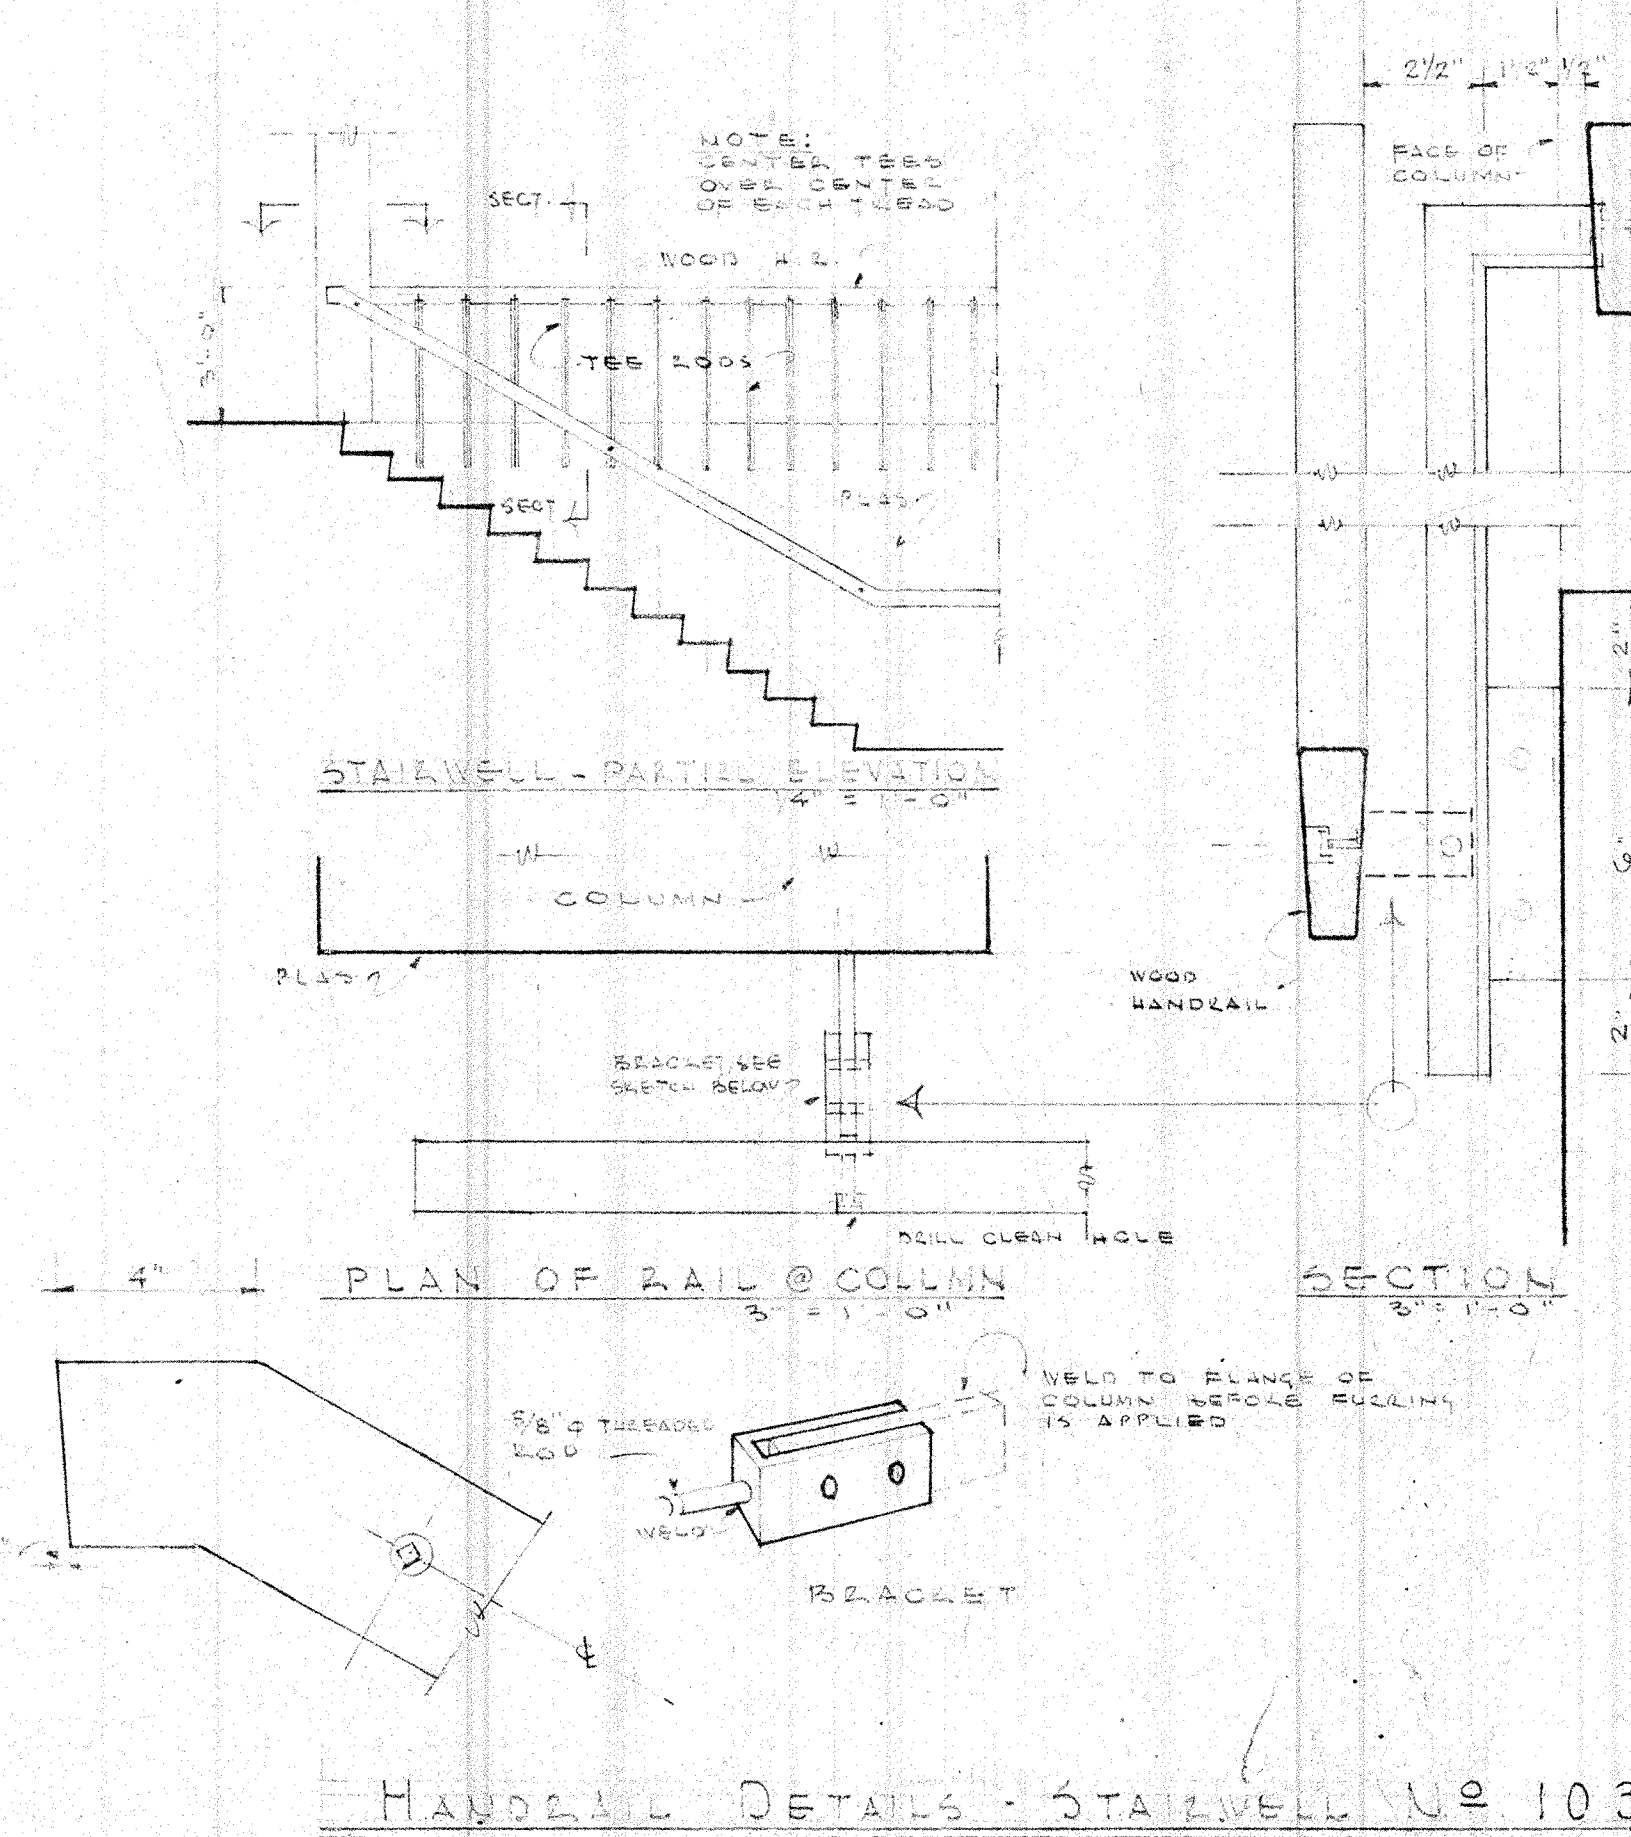 2½" 1½" ½"
NOTE:
CENTER TEES
OVER CENTER
OF EACH TREAD
SECT.
FACE OF
COLUMN
WOOD H.R.
3'-0"
TEE RODS
SECT
PLAS.
2"
STAIRWELL - PARTIAL ELEVATION
1/4" = 1'-0"
6"
COLUMN
PLAS
WOOD
HANDRAIL
2"
BRACKET, SEE
SKETCH BELOW
DRILL CLEAN HOLE
4"
PLAN OF RAIL @ COLUMN
3" = 1'-0"
SECTION
3" = 1'-0"
WELD TO FLANGE OF
COLUMN BEFORE FURRING
IS APPLIED
5/8" Φ THREADED
ROD
WELD
BRACKET
HANDRAIL DETAILS - STAIRWELL Nº 103